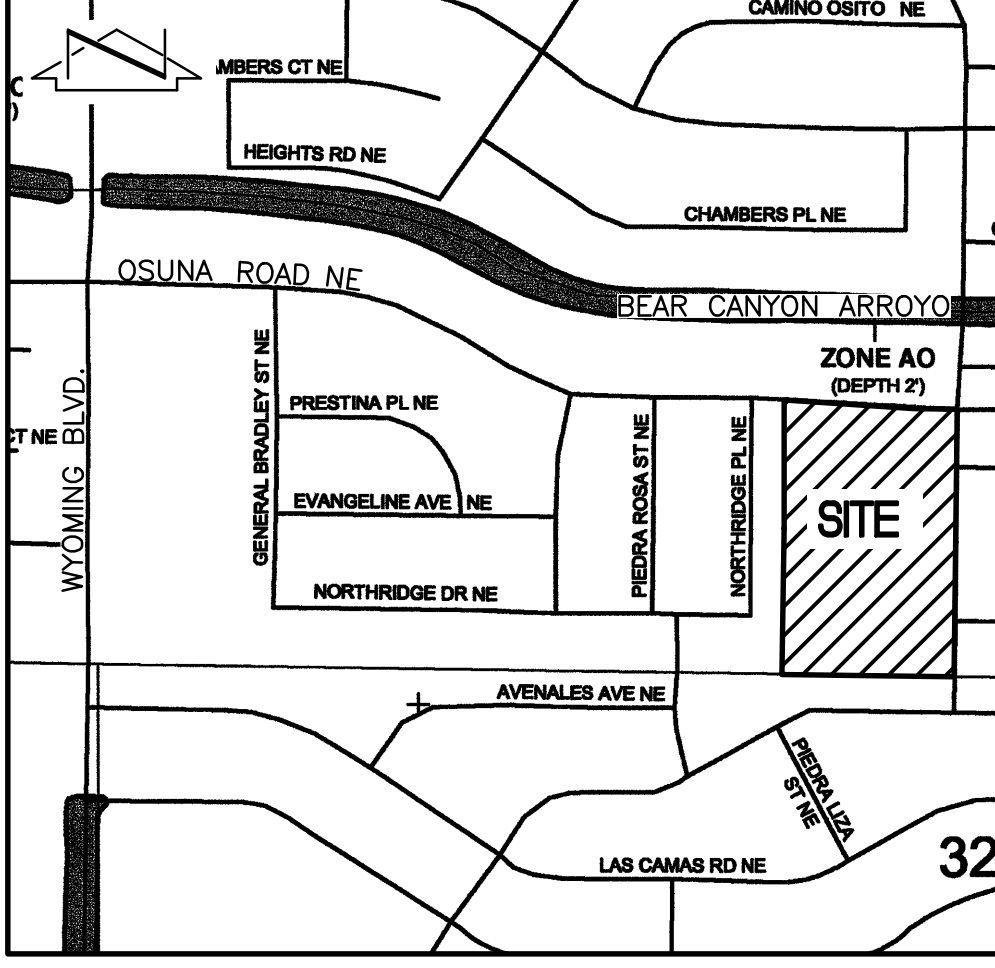 CAMINO OSITO NE
MBERS CT NE
HEIGHTS RD NE
CHAMBERS PL NE
OSUNA ROAD NE
BEAR CANYON ARROYO
ZONE AO
(DEPTH 2')
GENERAL BRADLEY ST NE
PRESTINA PL NE
CT NE
WYOMING BLVD.
EVANGELINE AVE NE
PIEDRA ROSA ST NE
NORTHRIDGE PL NE
SITE
NORTHRIDGE DR NE
AVENALES AVE NE
PIEDRA LIZA
ST NE
LAS CAMAS RD NE
32